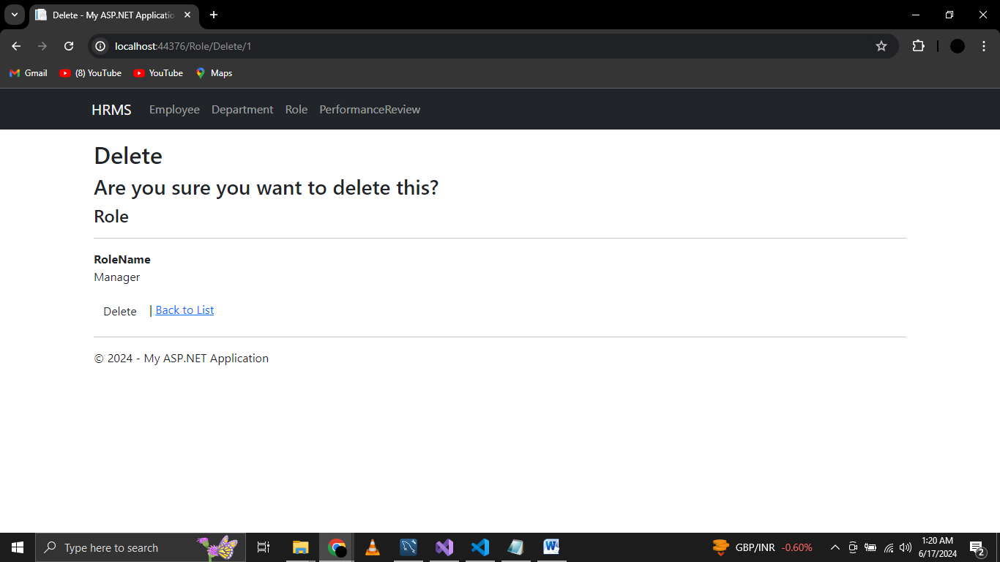 Delete - My ASP.NET Applicatio
localhost:44376/Role/Delete/1
Gmail (8) YouTube YouTube Maps
HRMS Employee Department Role PerformanceReview
Delete
Are you sure you want to delete this?
Role
RoleName
Manager
Delete | Back to List
© 2024 - My ASP.NET Application
Type here to search GBP/INR -0.60% 1:20 AM
6/17/2024 2